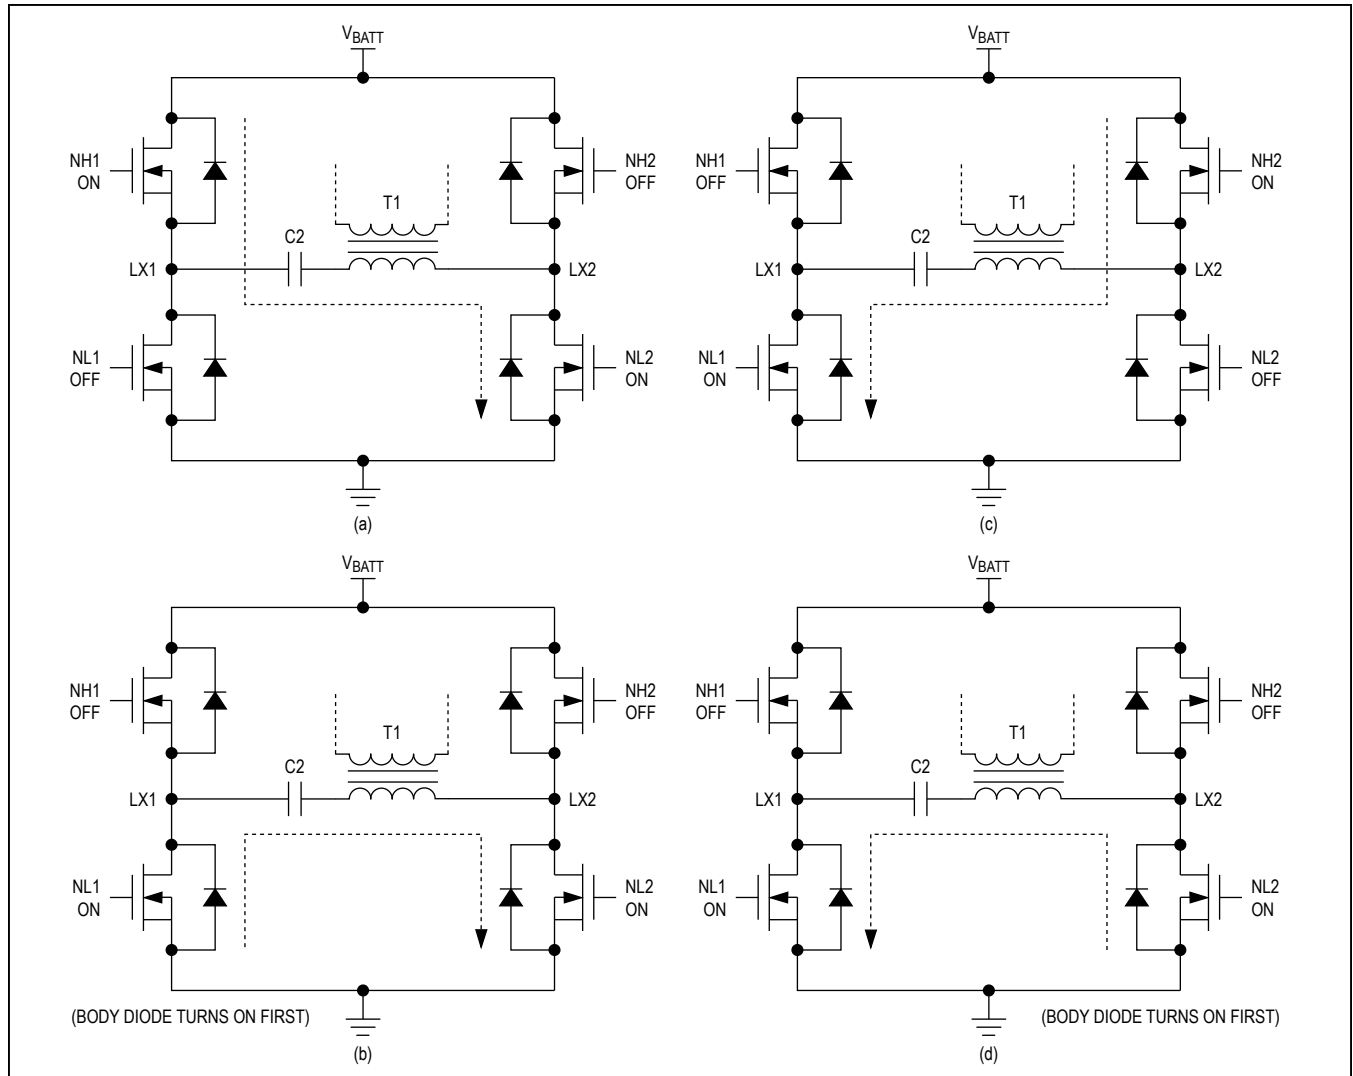 VBATT
NH1
ON
NH2
OFF
T1
C2
LX1
LX2
NL1
OFF
NL2
ON
(a)
VBATT
NH1
OFF
NH2
ON
T1
C2
LX1
LX2
NL1
ON
NL2
OFF
(c)
VBATT
NH1
OFF
NH2
OFF
T1
C2
LX1
LX2
NL1
ON
NL2
ON
(BODY DIODE TURNS ON FIRST)
(b)
VBATT
NH1
OFF
NH2
OFF
T1
C2
LX1
LX2
NL1
ON
NL2
ON
(BODY DIODE TURNS ON FIRST)
(d)